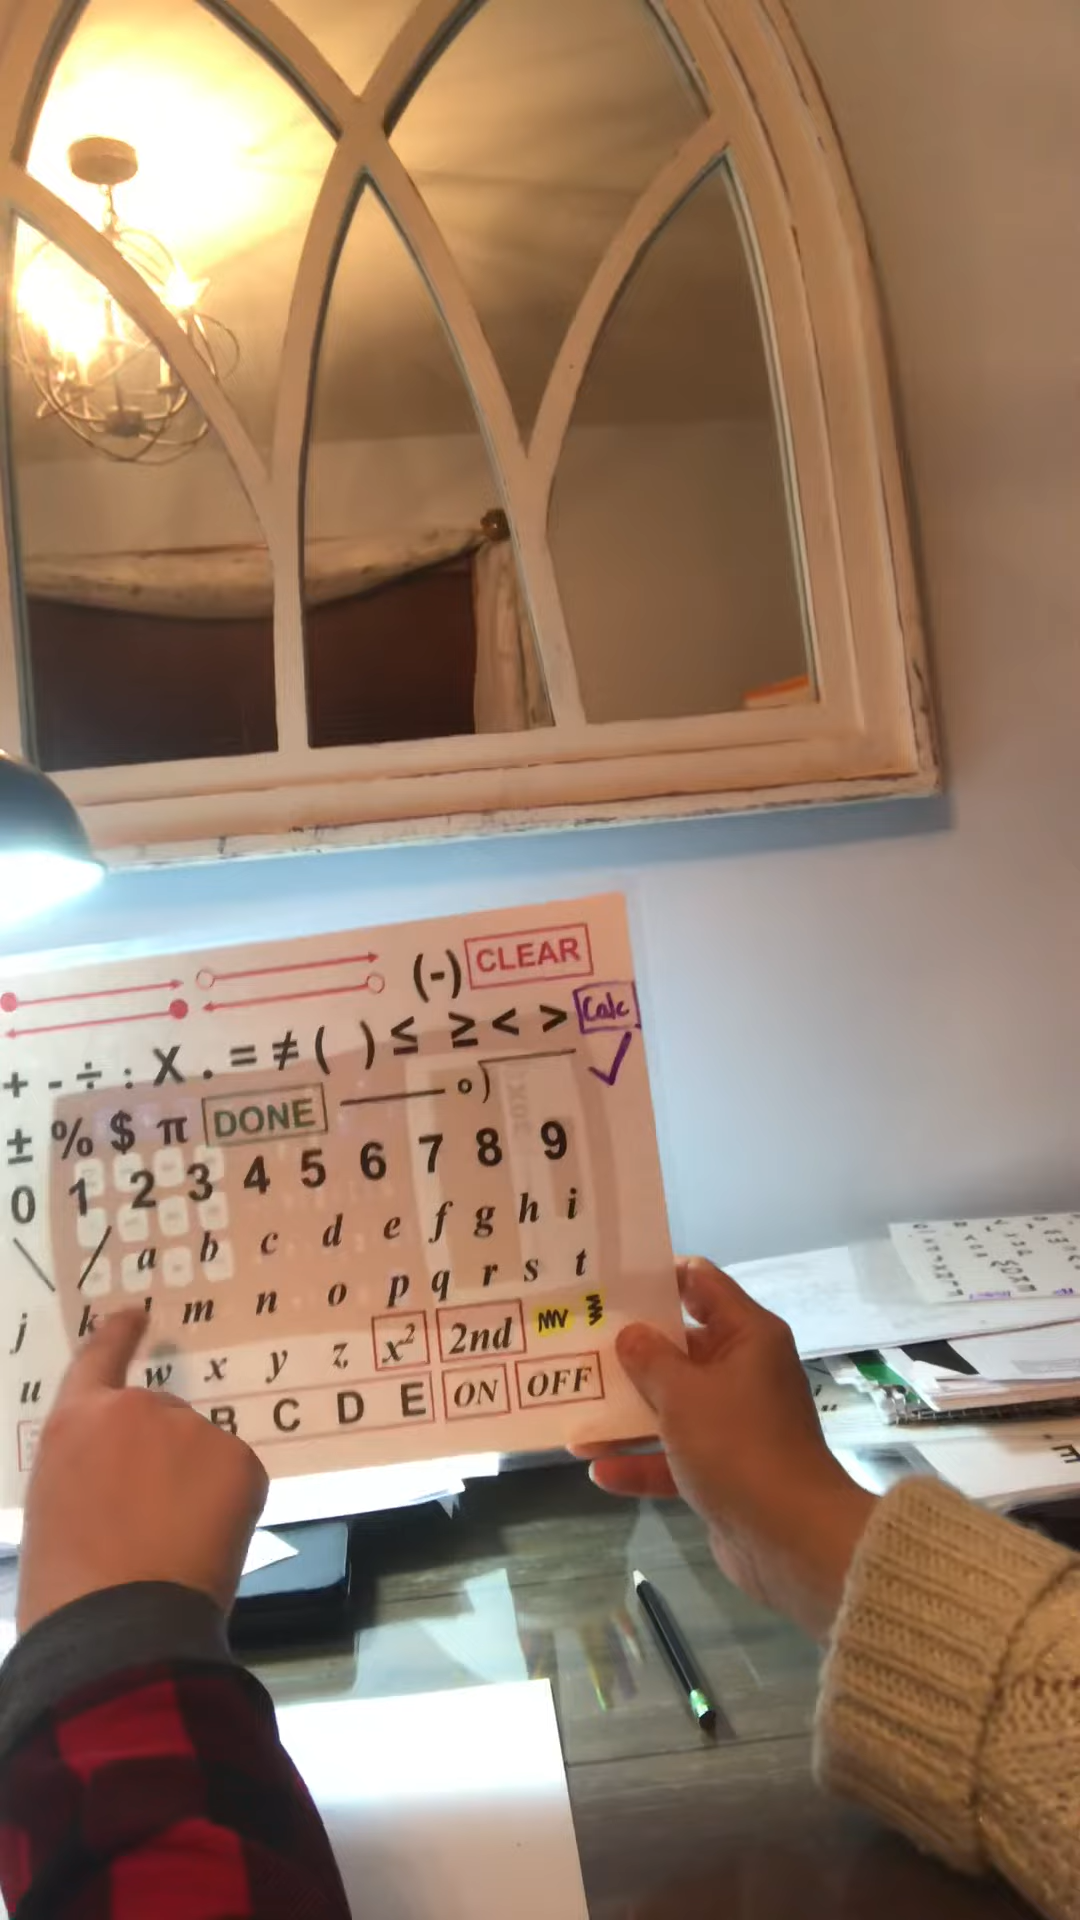 (-) CLEAR
+ - ÷ : X . = ≠ ( ) ≤ ≥ < > Calc
± % $ π DONE o) ✓
0 1 2 3 4 5 6 7 8 9
\ / a b c d e f g h i
j k l m n o p q r s t
u w x y z x² 2nd
B C D E ON OFF